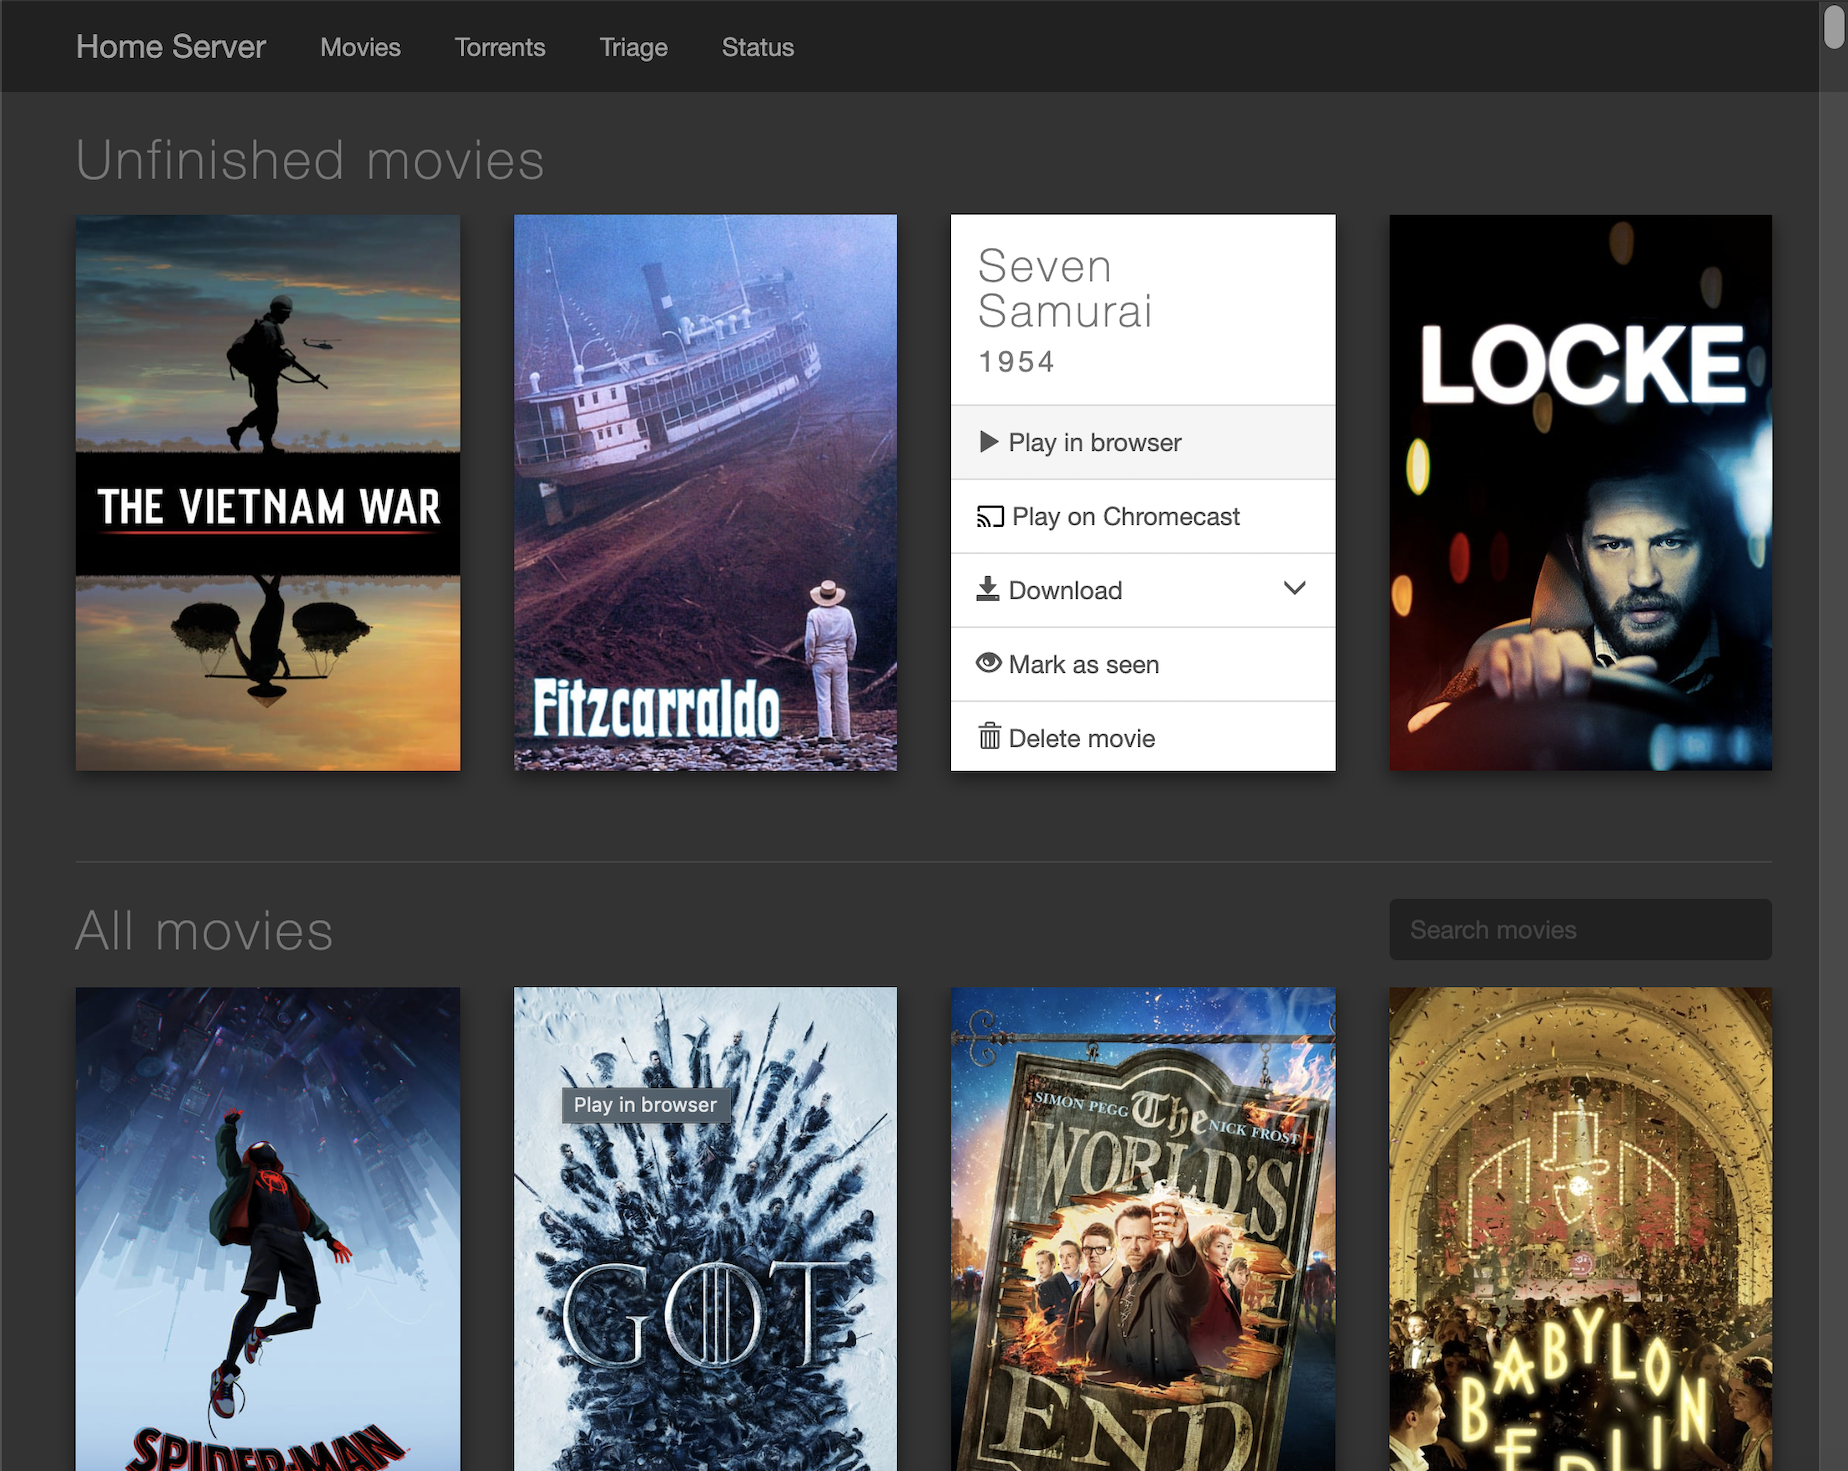 Home Server
Movies
Torrents
Triage
Status
Unfinished movies
THE VIETNAM WAR
Fitzcarraldo
Seven
Samurai
1954
Play in browser
Play on Chromecast
Download
Mark as seen
Delete movie
LOCKE
All movies
Search movies
SPIDER-MAN
Play in browser
GOT
SIMON PEGG
The
NICK FROST
WORLD'S
END
BABYLON
BERLIN